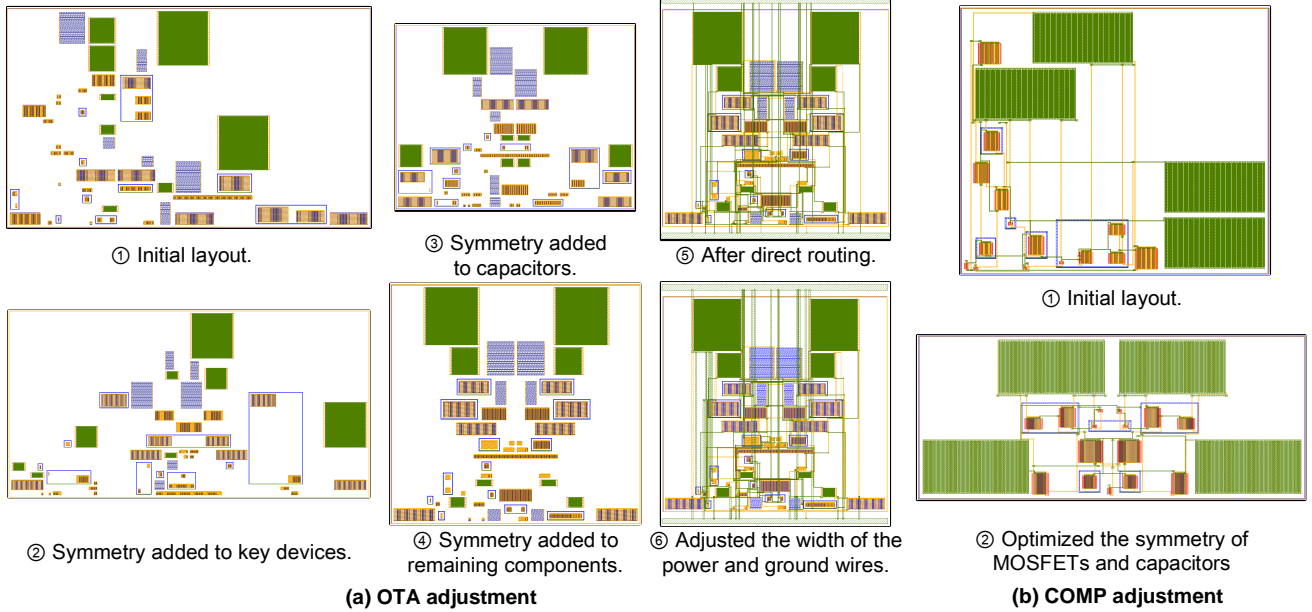 ① Initial layout.
② Symmetry added to key devices.
③ Symmetry added
to capacitors.
④ Symmetry added to
remaining components.
⑤ After direct routing.
⑥ Adjusted the width of the
power and ground wires.
(a) OTA adjustment
① Initial layout.
② Optimized the symmetry of
MOSFETs and capacitors
(b) COMP adjustment